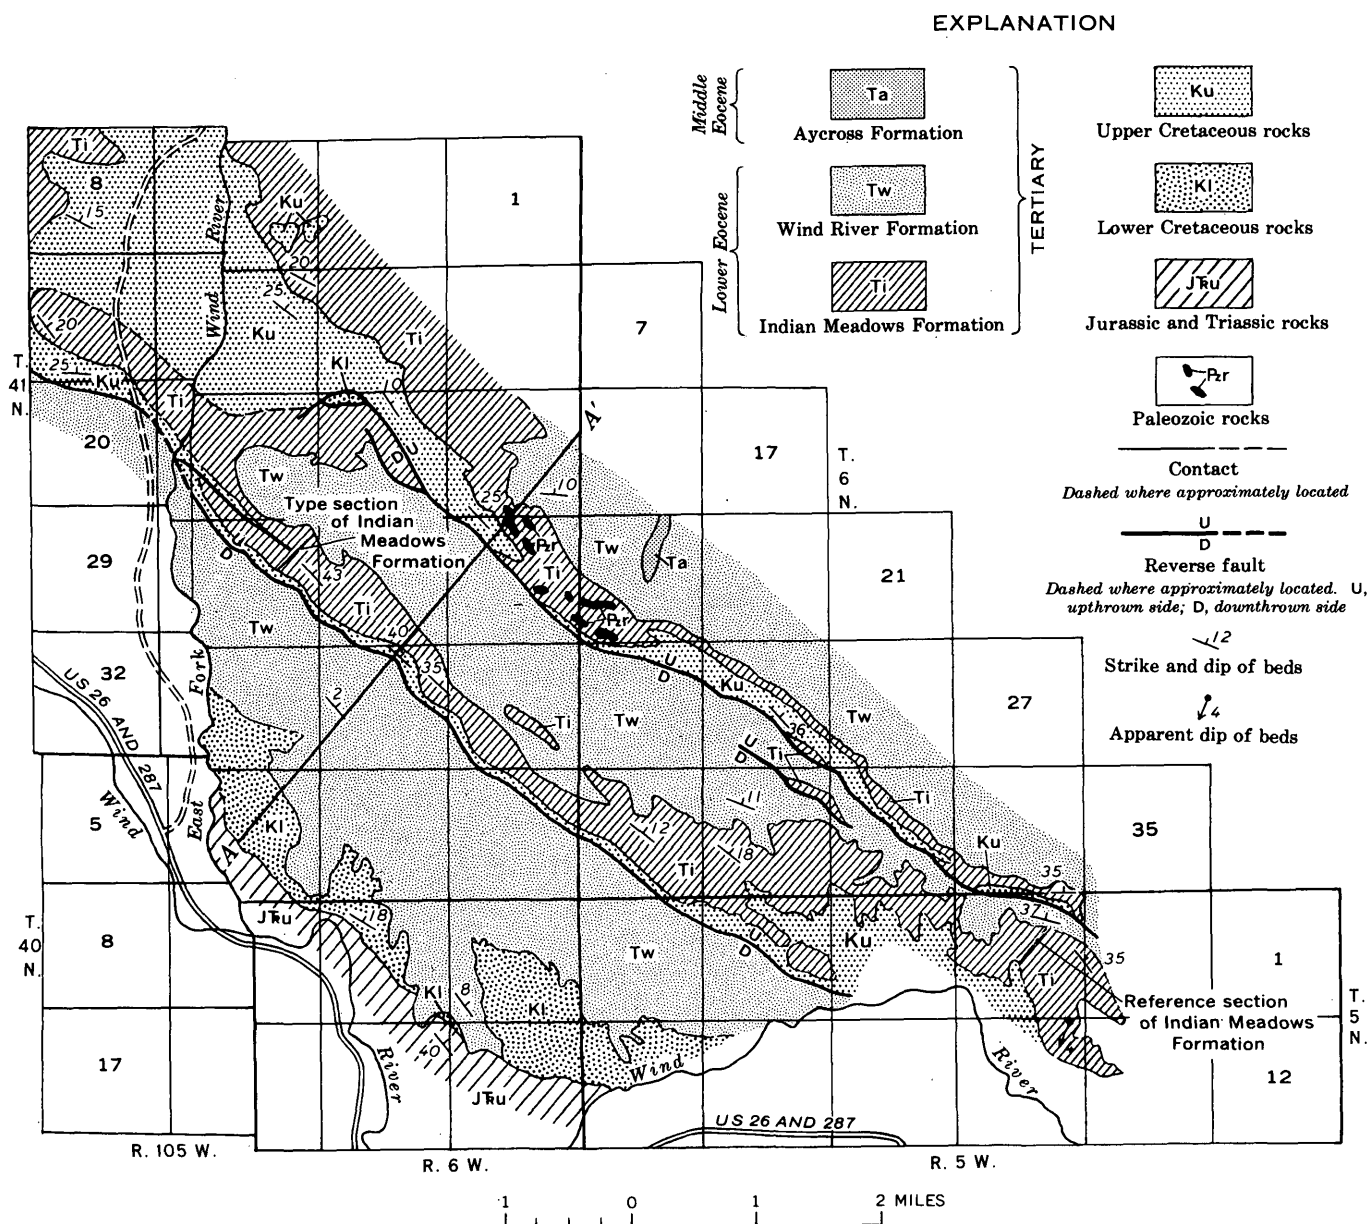 EXPLANATION
Middle
Eocene
Ta
Aycross Formation
Lower Eocene
Tw
Wind River Formation
Ti
Indian Meadows Formation
TERTIARY
Ku
Upper Cretaceous rocks
Kl
Lower Cretaceous rocks
JTRu
Jurassic and Triassic rocks
Pzr
Paleozoic rocks
Contact
Dashed where approximately located
U
D
Reverse fault
Dashed where approximately located. U,
upthrown side; D, downthrown side
12
Strike and dip of beds
4
Apparent dip of beds
Ti
8
15
River
Wind
Ku
1
20
25
Ku
Ti
7
20
25
Ku
Kl
T.
41
N.
Ti
10
A'
20
U
D
Tw
17
T.
6
N.
Type section
of Indian
Meadows
Formation
25
10
Pzr
Tw
Ta
29
U
D
43
Ti
Ti
21
Tw
40
Pzr
32
Fork
35
U
D
Ku
US 26 AND
287
2
Ti
Tw
Tw
27
36
U
D
Ti
Wind
5
East
Kl
A
11
Ti
12
8
Ti
Ku
35
35
T.
40
N.
8
JTRu
18
Tw
U
D
Ku
37
35
1
Ti
Kl
8
Kl
Reference section
of Indian Meadows
Formation
T.
5
N.
17
40
River
JTRu
Wind
River
12
US 26 AND 287
R. 105 W.
R. 6 W.
R. 5 W.
1 0 1 2 MILES